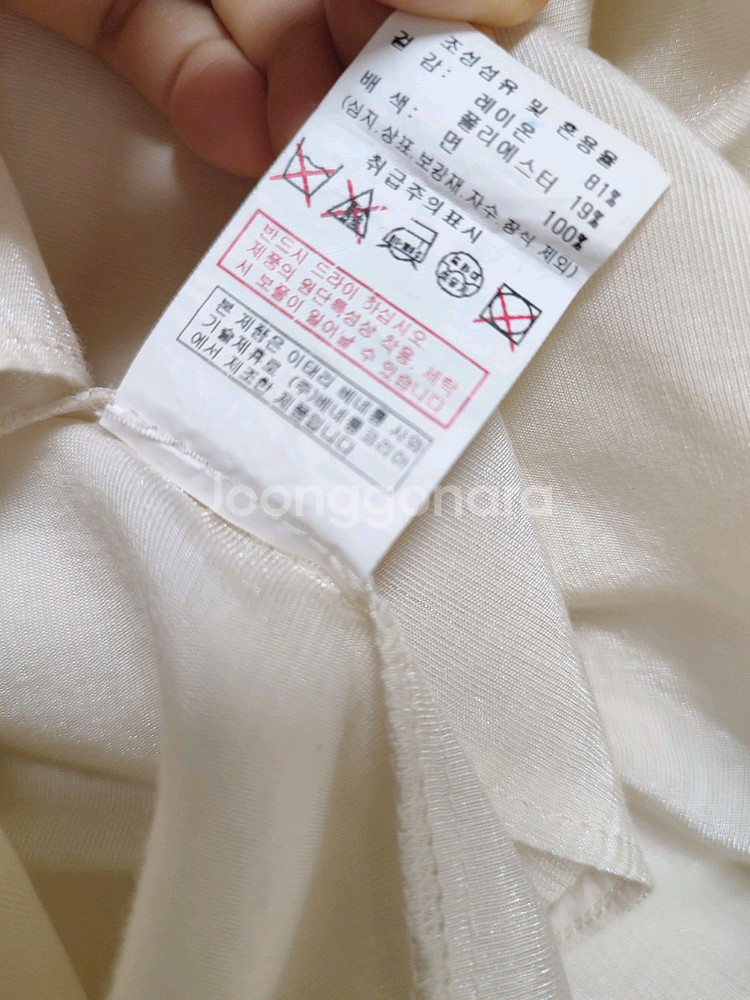 조성섬유 및 혼용율
겉 감: 레이온 81%
폴리에스터 19%
배 색: 면 100%
(심지.상표.보강재.자수.장식 제외)
취급주의표시
드라이
반드시 드라이 하십시오
제품의 원단특성상 착용, 세탁
시 보풀이 일어날 수 있습니다
본 제품은 이태리 베네통 사와
기술제휴로 (주)베네통코리아
에서 제조한 제품입니다
Joonggonara